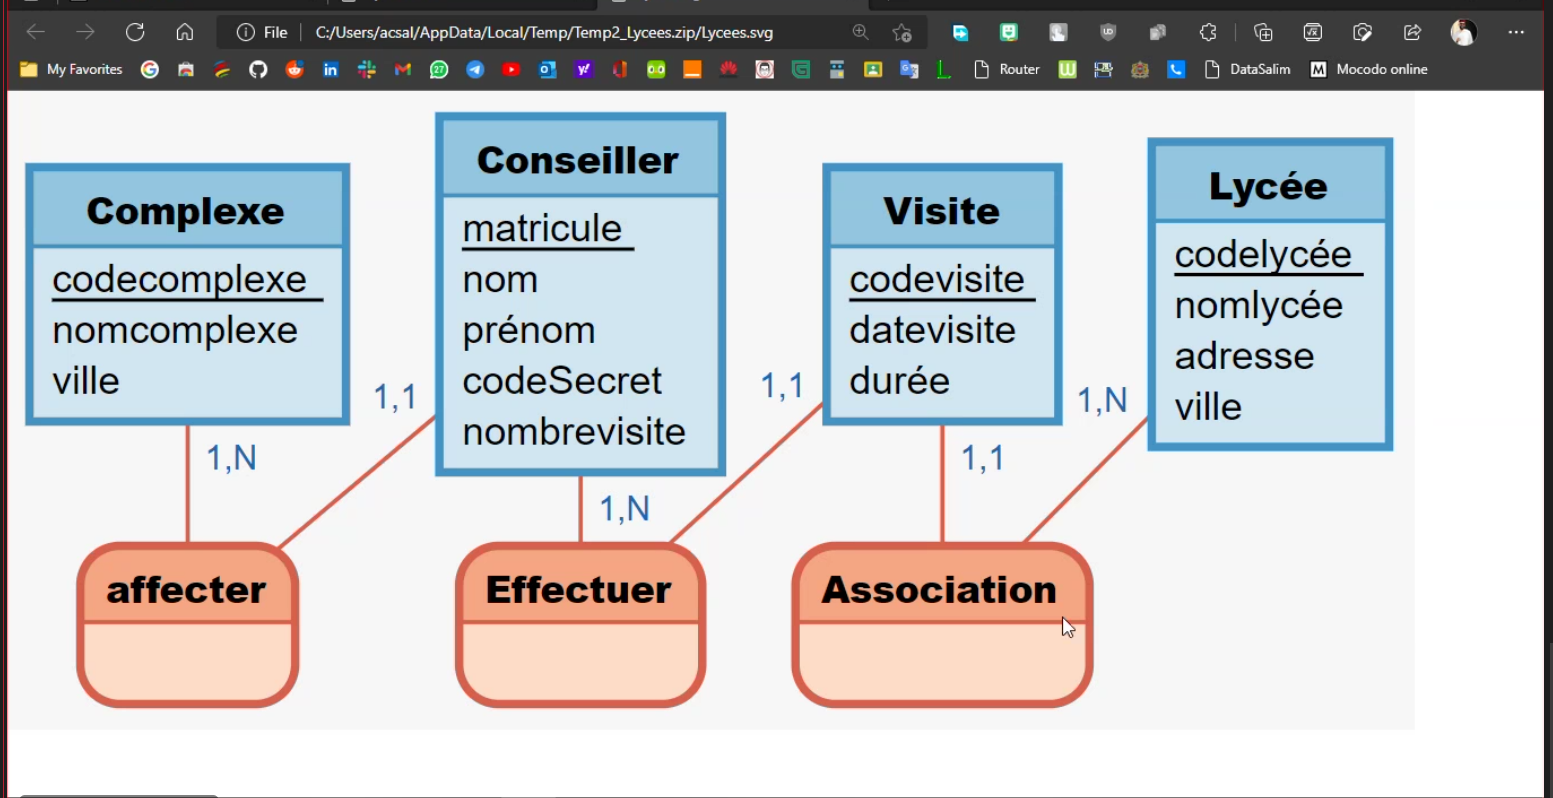 File
C:/Users/acsal/AppData/Local/Temp/Temp2_Lycees.zip/Lycees.svg
My Favorites
27
Router
DataSalim
M
Mocodo online
Complexe
codecomplexe
nomcomplexe
ville
1,N
1,1
Conseiller
matricule
nom
prénom
codeSecret
nombrevisite
1,N
1,1
Visite
codevisite
datevisite
durée
1,1
1,N
Lycée
codelycée
nomlycée
adresse
ville
affecter
Effectuer
Association